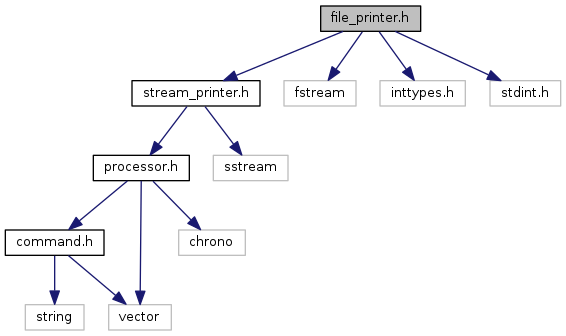 file_printer.h
stream_printer.h
fstream
inttypes.h
stdint.h
processor.h
sstream
command.h
chrono
string
vector